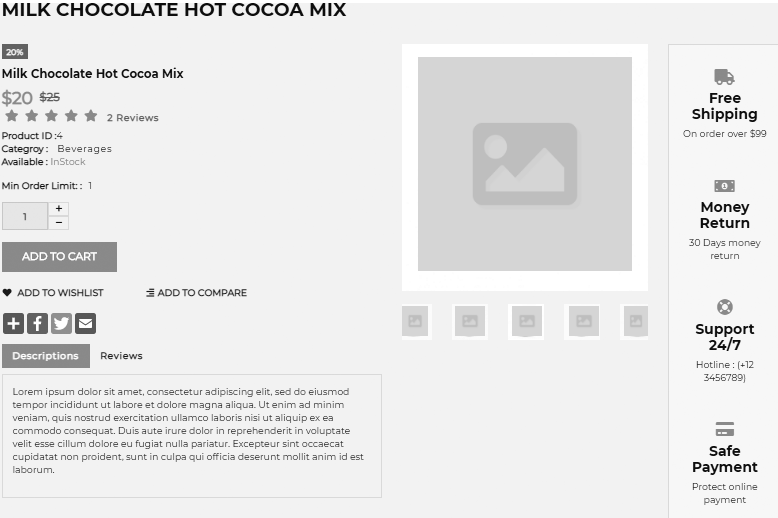 MILK CHOCOLATE HOT COCOA MIX
20%
Milk Chocolate Hot Cocoa Mix
$20 $25
2 Reviews
Product ID :4
Categroy : Beverages
Available : InStock
Min Order Limit: : 1
1 + −
ADD TO CART
ADD TO WISHLIST ADD TO COMPARE
Descriptions Reviews
Lorem ipsum dolor sit amet, consectetur adipiscing elit, sed do eiusmod
tempor incididunt ut labore et dolore magna aliqua. Ut enim ad minim
veniam, quis nostrud exercitation ullamco laboris nisi ut aliquip ex ea
commodo consequat. Duis aute irure dolor in reprehenderit in voluptate
velit esse cillum dolore eu fugiat nulla pariatur. Excepteur sint occaecat
cupidatat non proident, sunt in culpa qui officia deserunt mollit anim id est
laborum.
Free
Shipping
On order over $99
Money
Return
30 Days money
return
Support
24/7
Hotline : (+12
3456789)
Safe
Payment
Protect online
payment